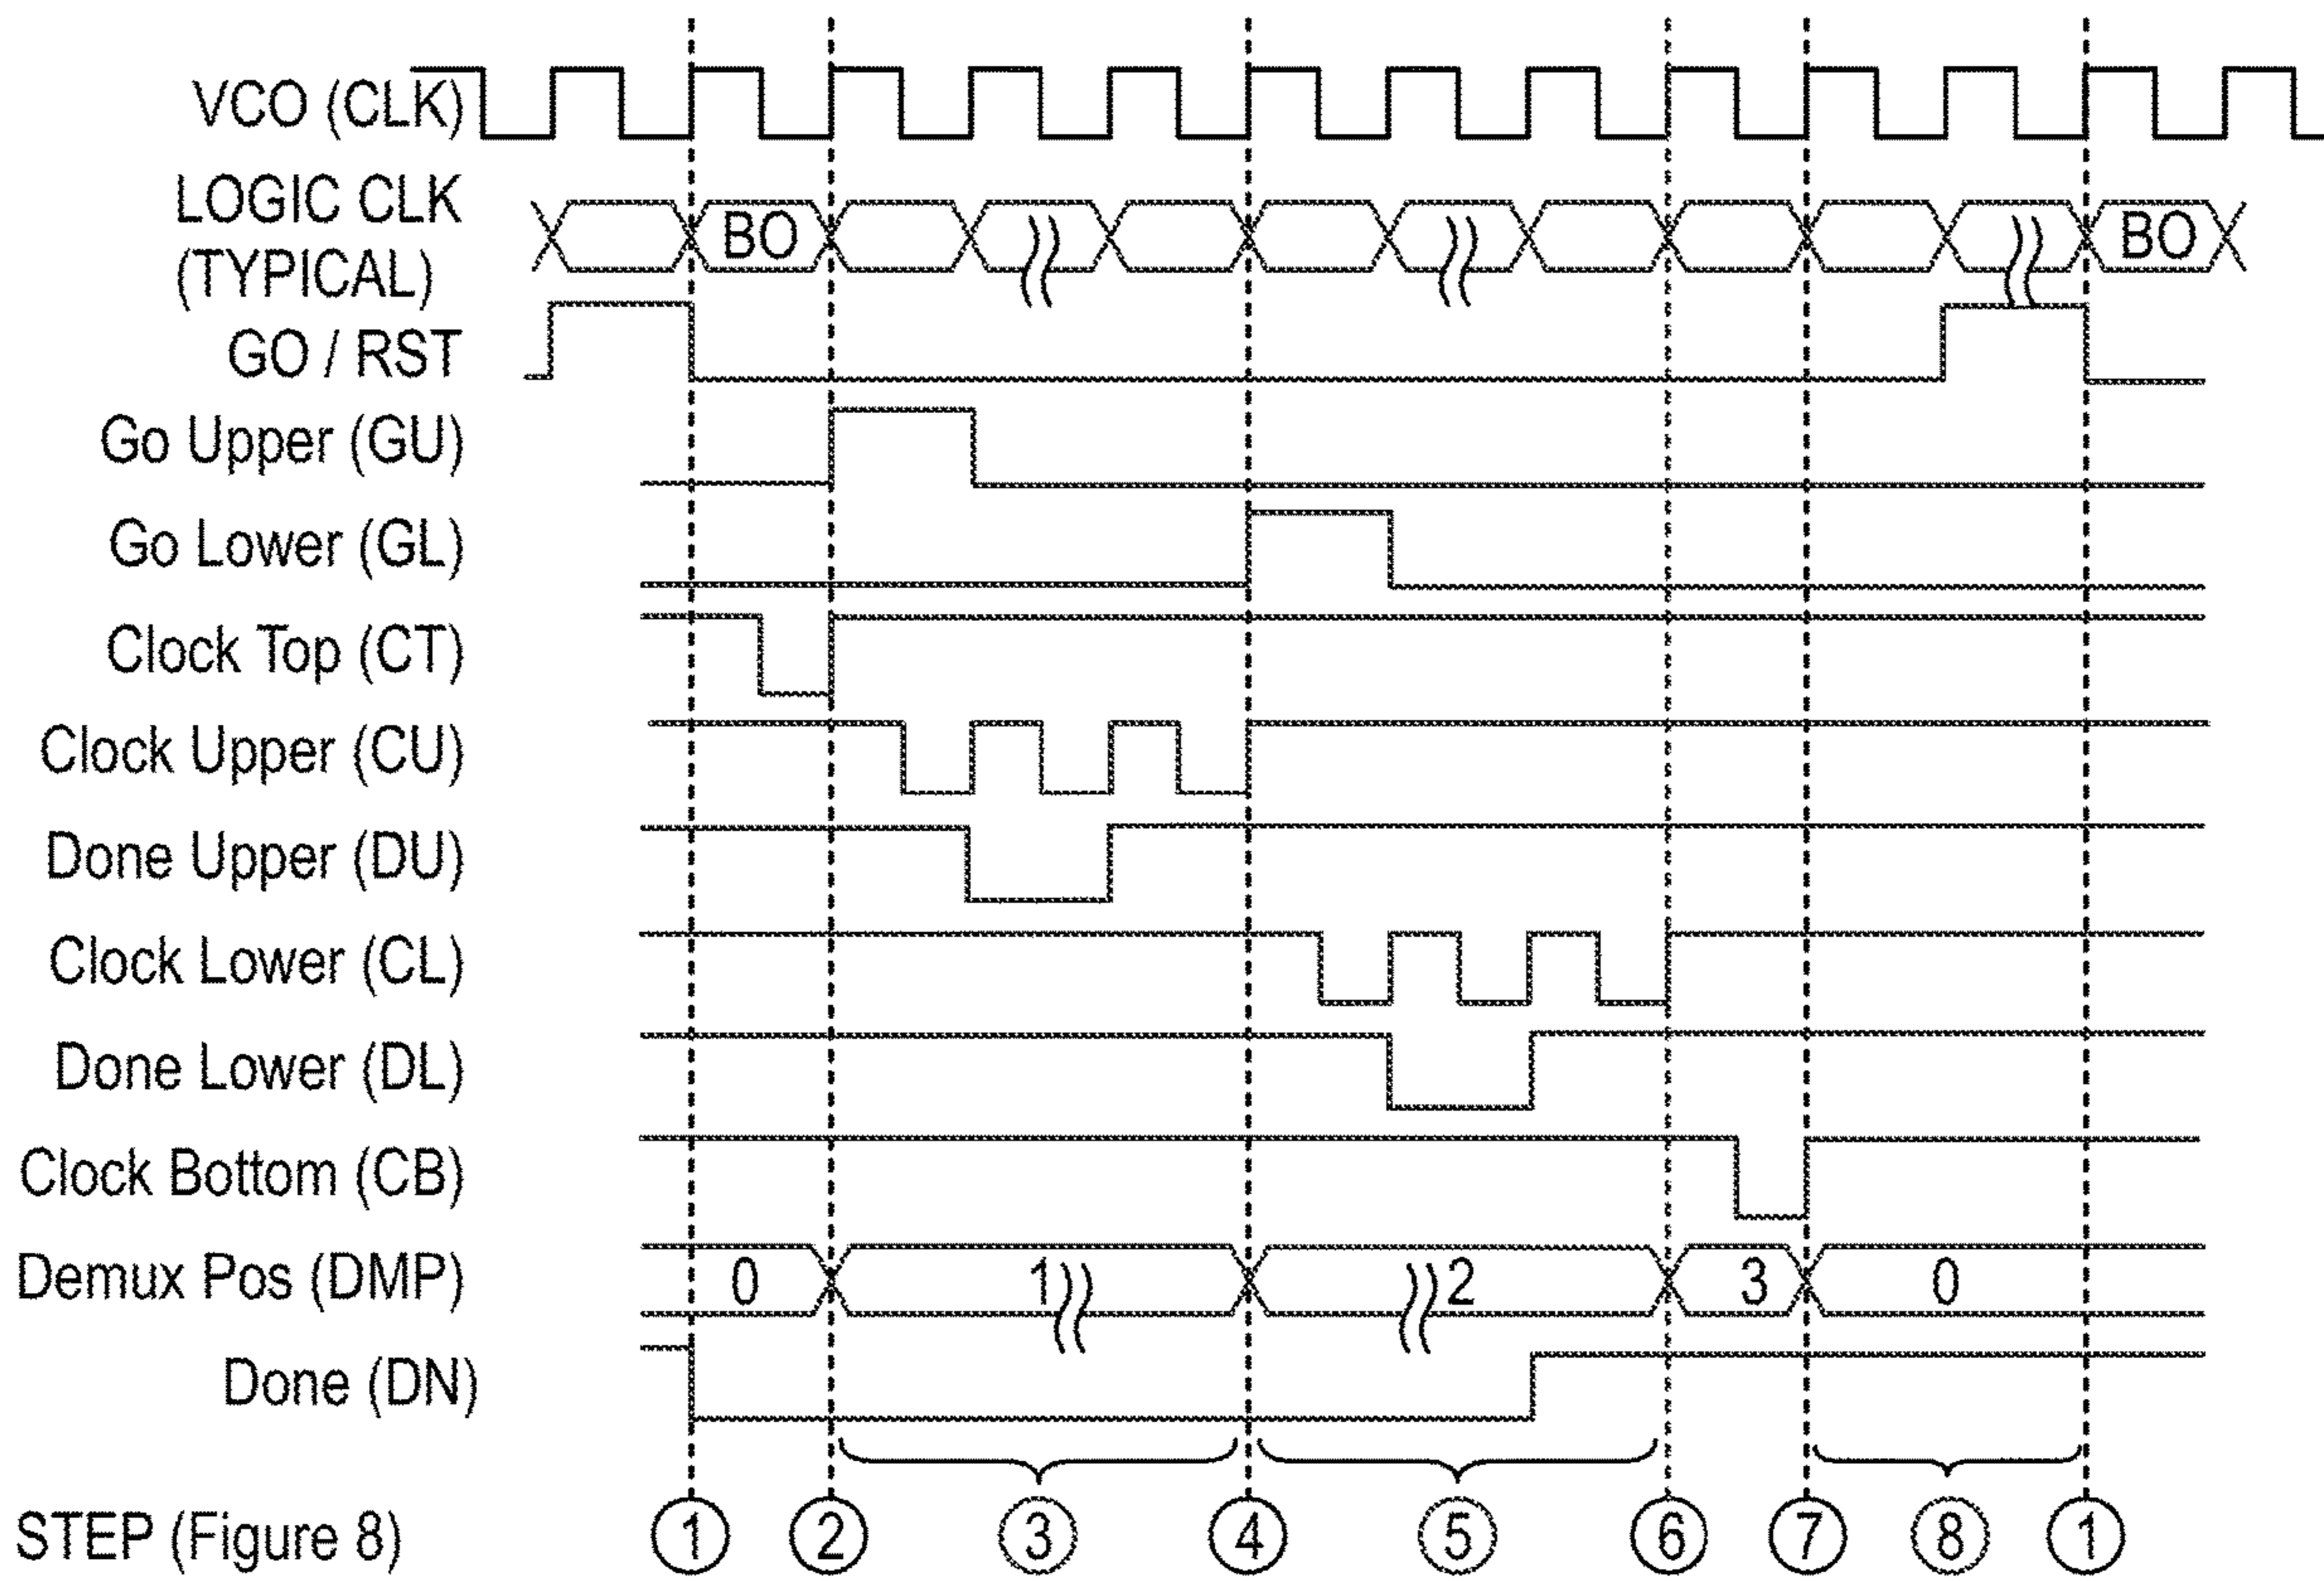 VCO (CLK)
LOGIC CLK
(TYPICAL)
BO
BO
GO / RST
Go Upper (GU)
Go Lower (GL)
Clock Top (CT)
Clock Upper (CU)
Done Upper (DU)
Clock Lower (CL)
Done Lower (DL)
Clock Bottom (CB)
Demux Pos (DMP) 0 1 2 3 0
Done (DN)
STEP (Figure 8) 1 2 3 4 5 6 7 8 1